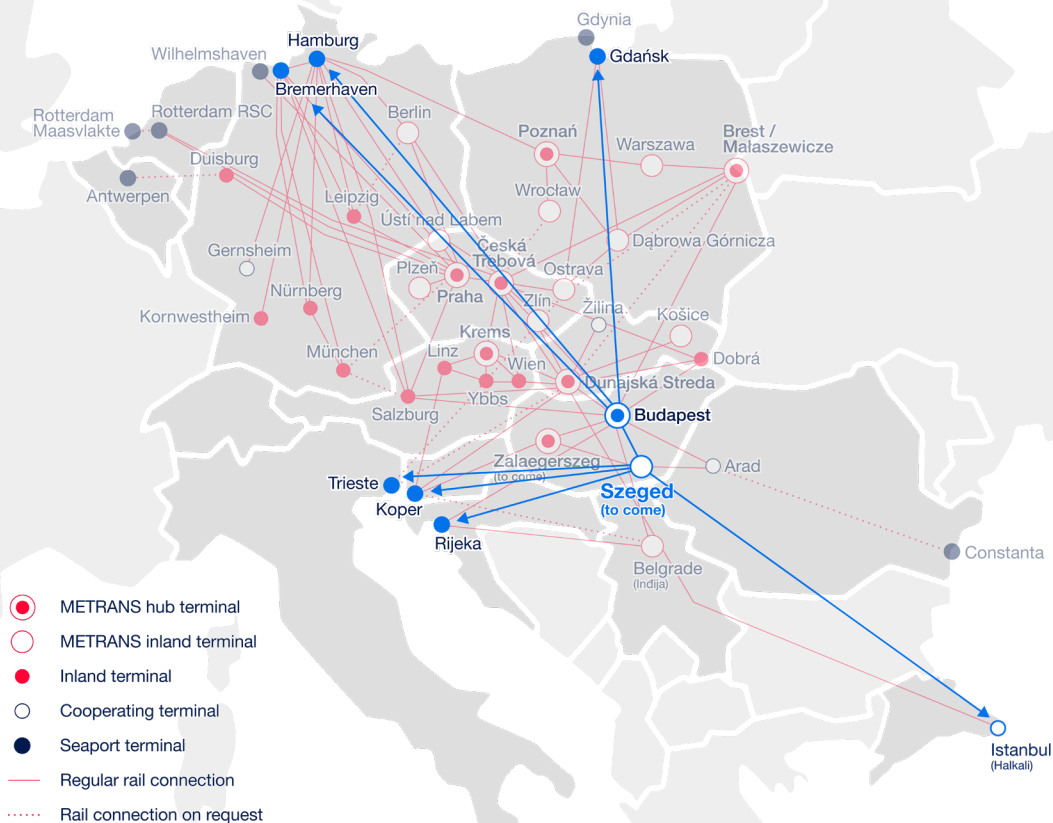 Gdynia
Hamburg
Wilhelmshaven
Gdańsk
Bremerhaven
Rotterdam
Maasvlakte
Rotterdam RSC
Berlin
Poznań
Warszawa
Brest /
Małaszewicze
Duisburg
Antwerpen
Leipzig
Wrocław
Ústí nad Labem
Dąbrowa Górnicza
Česká
Třebová
Gernsheim
Plzeň
Ostrava
Praha
Nürnberg
Zlín
Žilina
Košice
Kornwestheim
Krems
München
Linz
Wien
Dobrá
Dunajská Streda
Ybbs
Salzburg
Budapest
Zalaegerszeg
(to come)
Arad
Trieste
Szeged
(to come)
Koper
Rijeka
Constanta
Belgrade
(Inđija)
METRANS hub terminal
METRANS inland terminal
Inland terminal
Cooperating terminal
Seaport terminal
Regular rail connection
Rail connection on request
Istanbul
(Halkali)